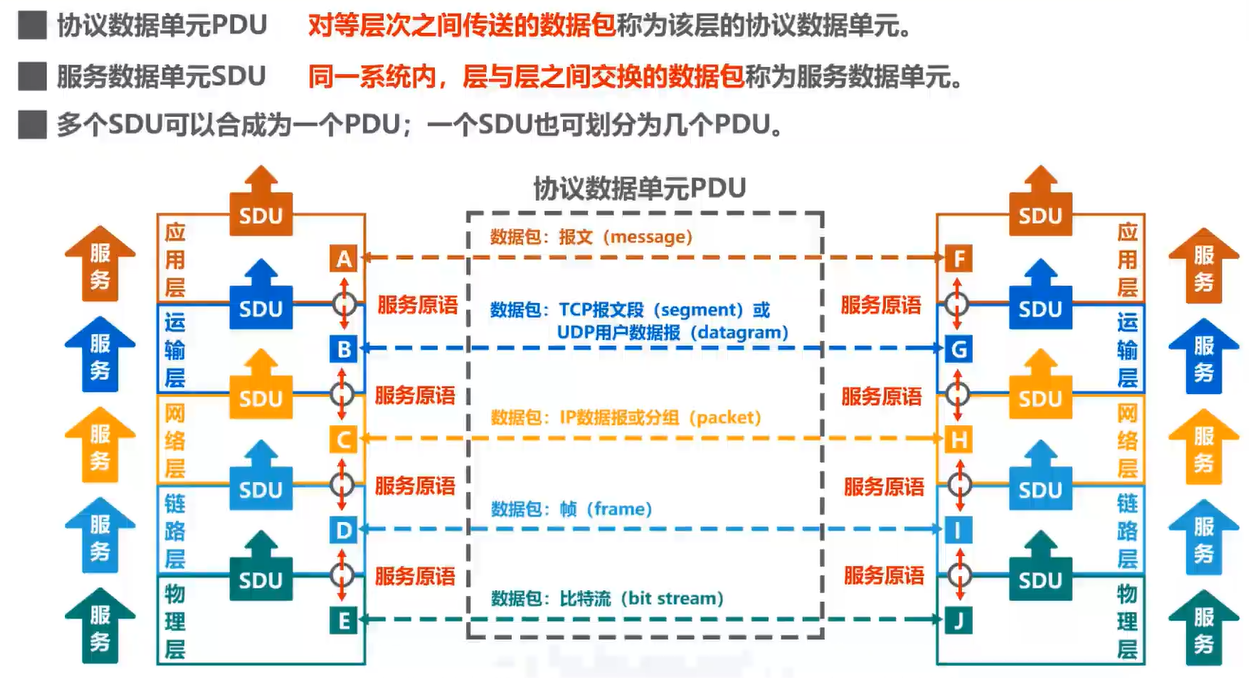 协议数据单元PDU 对等层次之间传送的数据包称为该层的协议数据单元。
服务数据单元SDU 同一系统内，层与层之间交换的数据包称为服务数据单元。
多个SDU可以合成为一个PDU；一个SDU也可划分为几个PDU。
协议数据单元PDU
SDU
SDU
服务
应用层
A
数据包：报文（message）
F
应用层
服务
SDU
服务原语
服务原语
SDU
服务
运输层
B
数据包：TCP报文段（segment）或
UDP用户数据报（datagram）
G
运输层
服务
SDU
服务原语
服务原语
SDU
服务
网络层
C
数据包：IP数据报或分组（packet）
H
网络层
服务
SDU
服务原语
服务原语
SDU
服务
链路层
D
数据包：帧（frame）
I
链路层
服务
SDU
服务原语
服务原语
SDU
服务
物理层
E
数据包：比特流（bit stream）
J
物理层
服务